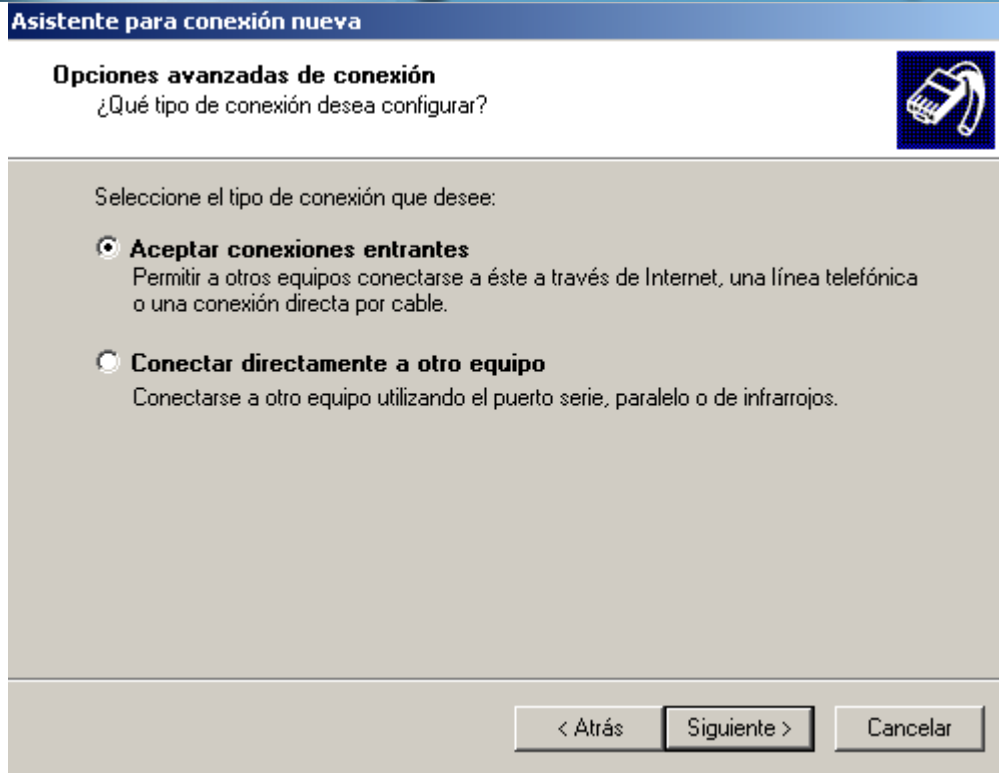 Asistente para conexión nueva
Opciones avanzadas de conexión
¿Qué tipo de conexión desea configurar?
Seleccione el tipo de conexión que desee:
Aceptar conexiones entrantes
Permitir a otros equipos conectarse a éste a través de Internet, una línea telefónica
o una conexión directa por cable.
Conectar directamente a otro equipo
Conectarse a otro equipo utilizando el puerto serie, paralelo o de infrarrojos.
< Atrás
Siguiente >
Cancelar